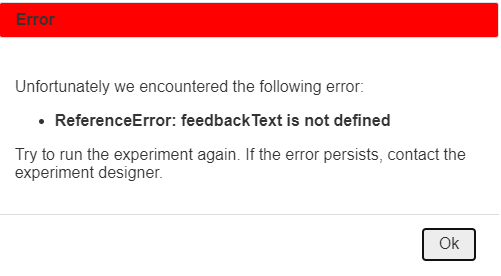 Error
Unfortunately we encountered the following error:
• ReferenceError: feedbackText is not defined
Try to run the experiment again. If the error persists, contact the
experiment designer.
Ok